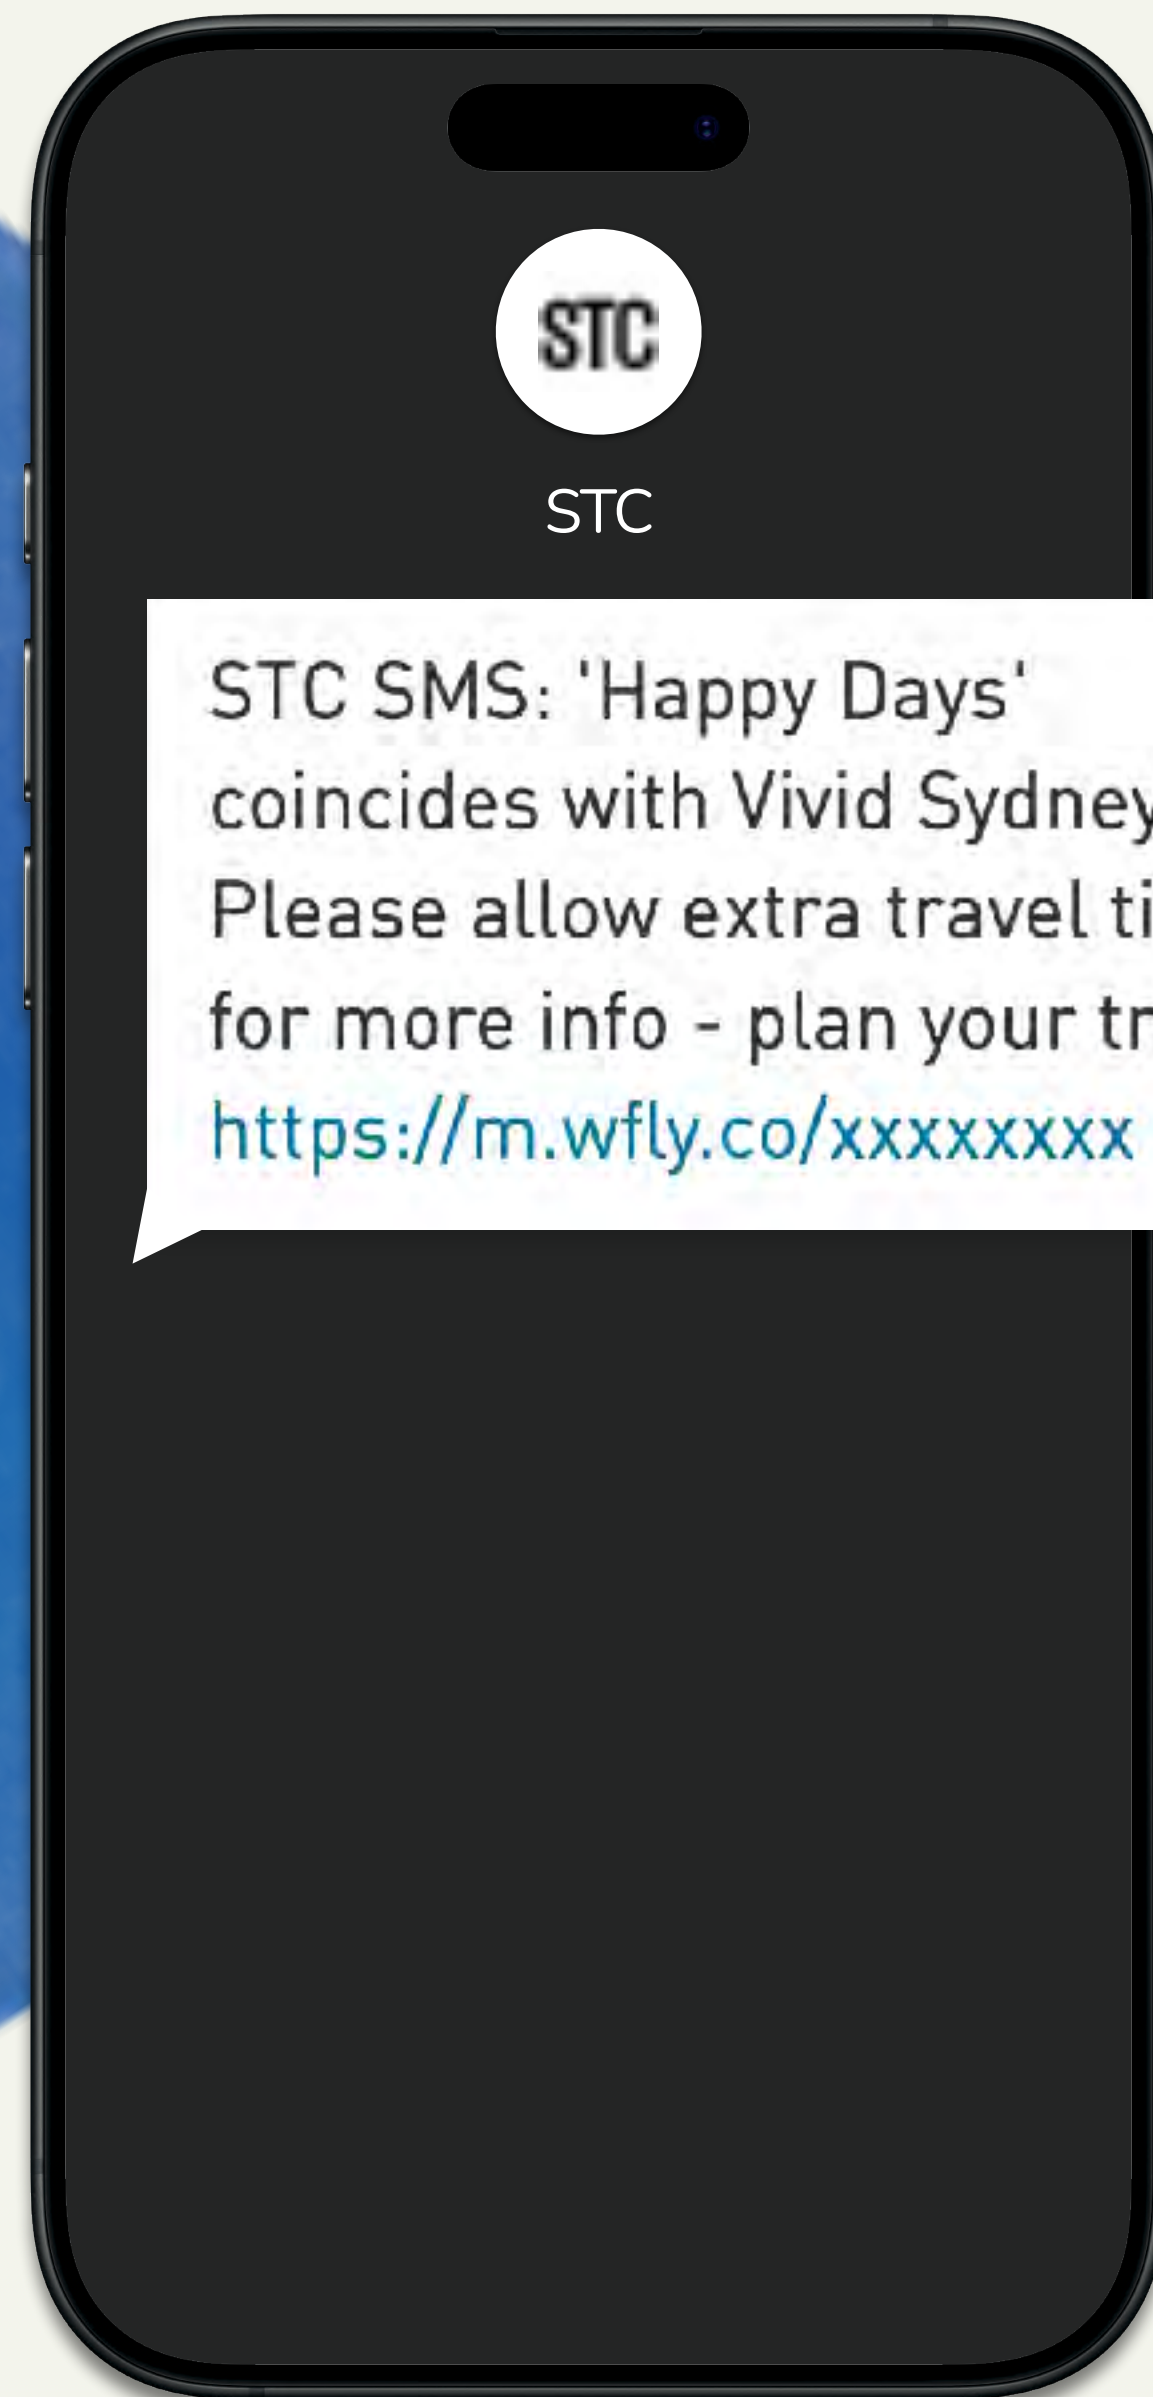 STC
STC
STC SMS: 'Happy Days'
coincides with Vivid Sydney
Please allow extra travel
for more info - plan your
https://m.wfly.co/xxxxxxxx